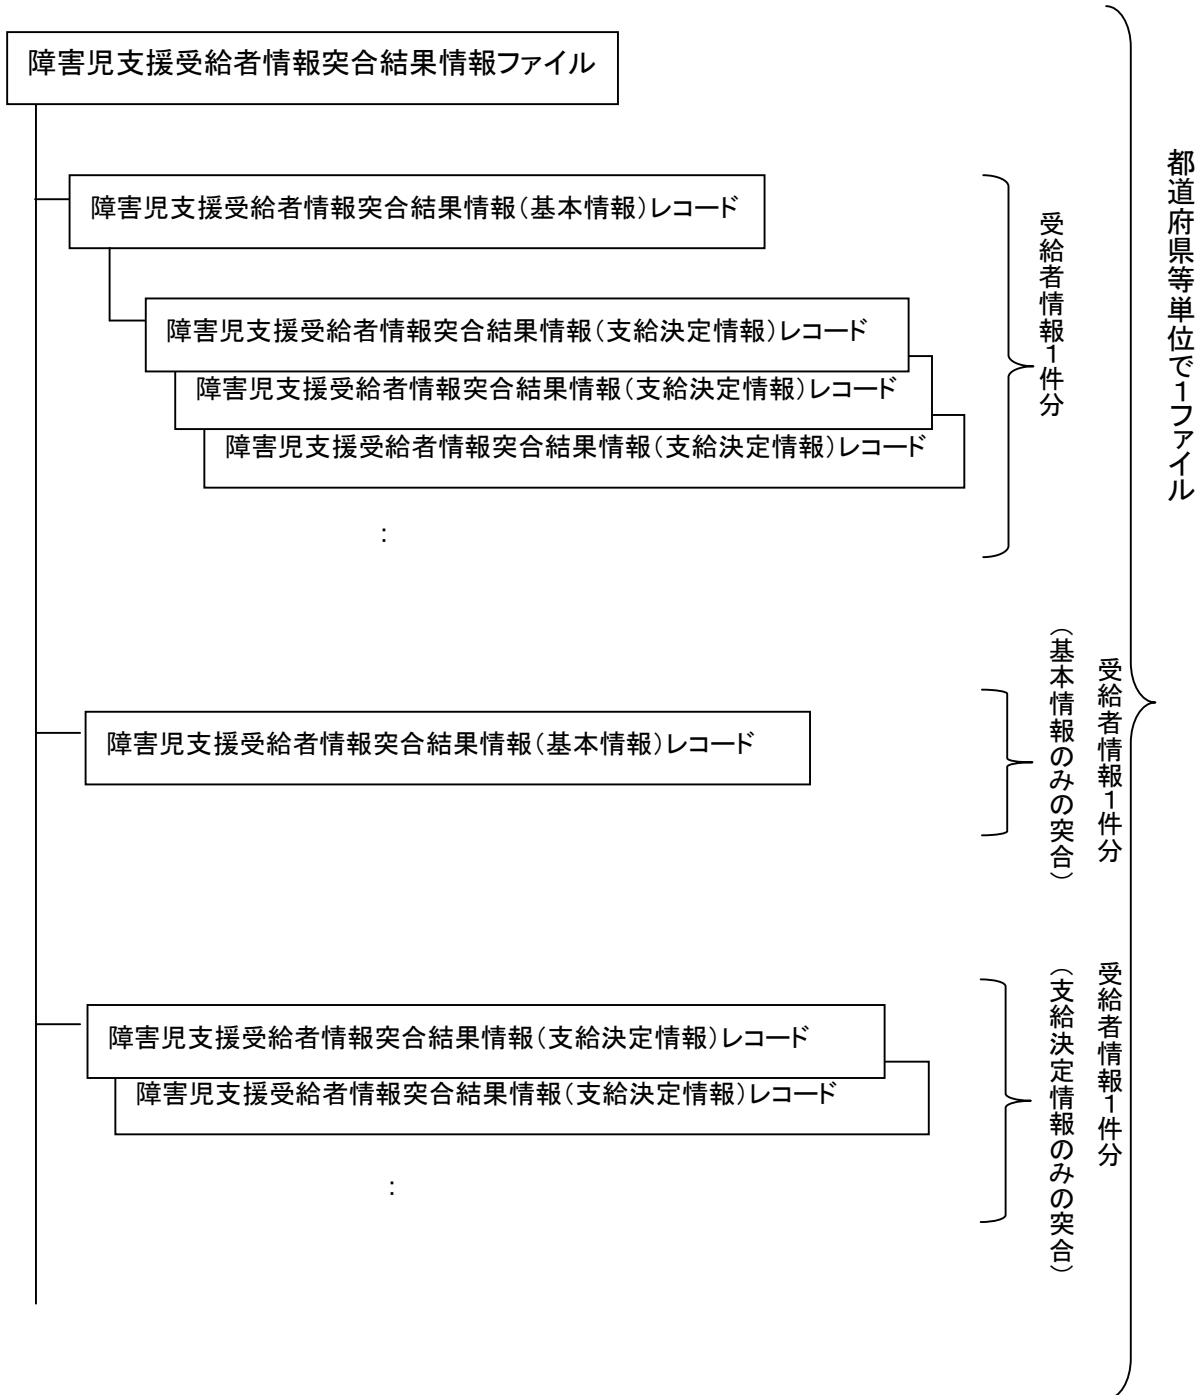 障害児支援受給者情報突合結果情報ファイル
障害児支援受給者情報突合結果情報（基本情報）レコード
障害児支援受給者情報突合結果情報（支給決定情報）レコード
障害児支援受給者情報突合結果情報（支給決定情報）レコード
障害児支援受給者情報突合結果情報（支給決定情報）レコード
：
受給者情報１件分
障害児支援受給者情報突合結果情報（基本情報）レコード
受給者情報１件分
（基本情報のみの突合）
障害児支援受給者情報突合結果情報（支給決定情報）レコード
障害児支援受給者情報突合結果情報（支給決定情報）レコード
：
受給者情報１件分
（支給決定情報のみの突合）
都道府県等単位で１ファイル